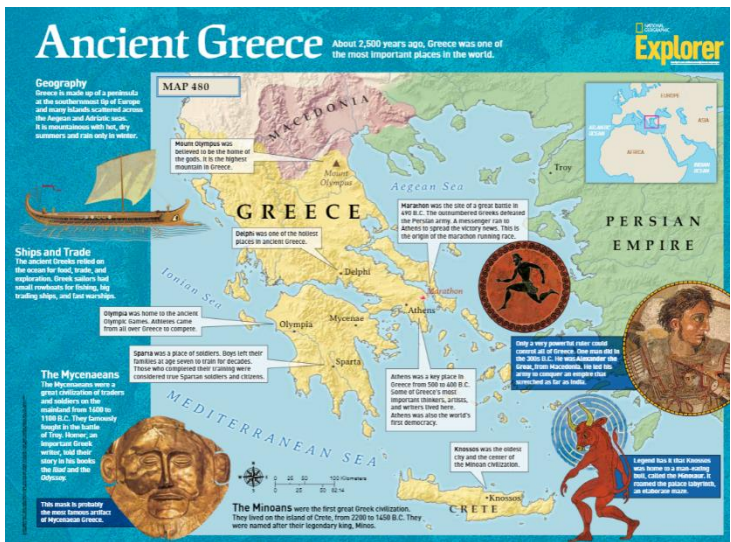 Ancient Greece
About 2,500 years ago, Greece was one of
the most important places in the world.
NATIONAL
GEOGRAPHIC
Explorer
Geography
Greece is made up of a peninsula
at the southernmost tip of Europe
and many islands scattered across
the Aegean and Adriatic seas.
It is mountainous with hot, dry
summers and rain only in winter.
MAP 480
MACEDONIA
Mount Olympus was
believed to be the home of
the gods. It is the highest
mountain in Greece.
Mount
Olympus
EUROPE
ASIA
ATLANTIC
OCEAN
AFRICA
INDIAN
OCEAN
Troy
Aegean Sea
GREECE
Marathon was the site of a great battle in
490 B.C. The outnumbered Greeks defeated
the Persian army. A messenger ran to
Athens to spread the victory news. This is
the origin of the marathon running race.
PERSIAN
EMPIRE
Delphi was one of the holiest
places in ancient Greece.
Delphi
Ships and Trade
The ancient Greeks relied on
the ocean for food, trade, and
exploration. Greek sailors had
small rowboats for fishing, big
trading ships, and fast warships.
Ionian Sea
Marathon
Athens
Olympia was home to the ancient
Olympic Games. Athletes came
from all over Greece to compete.
Olympia
Mycenae
Sparta was a place of soldiers. Boys left their
families at age seven to train for decades.
Those who completed their training were
considered true Spartan soldiers and citizens.
Sparta
Athens was a key place in
Greece from 500 to 400 B.C.
Some of Greece's most
important thinkers, artists,
and writers lived here.
Athens was also the world's
first democracy.
Only a very powerful ruler could
control all of Greece. One man did in
the 300s B.C. He was Alexander the
Great, from Macedonia. He led his
army to conquer an empire that
stretched as far as India.
The Mycenaeans
The Mycenaeans were a
great civilization of traders
and soldiers on the
mainland from 1600 to
1100 B.C. They famously
fought in the battle
of Troy. Homer, an
important Greek
writer, told their
story in his books
the Iliad and the
Odyssey.
MEDITERRANEAN SEA
Knossos was the oldest
city and the center of
the Minoan civilization.
Legend has it that Knossos
was home to a man-eating
bull, called the Minotaur. It
roamed the palace labyrinth,
an elaborate maze.
This mask is probably
the most famous artifact
of Mycenaean Greece.
Knossos
CRETE
The Minoans were the first great Greek civilization.
They lived on the island of Crete, from 2200 to 1450 B.C. They
were named after their legendary king, Minos.